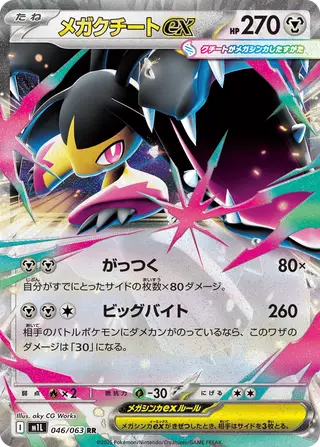 たね メガクチートex HP270
クチートがメガシンカしたすがた
がっつく 80×
自分がすでにとったサイドの枚数×80ダメージ。
ビッグバイト 260
相手のバトルポケモンにダメカンがのっているなら、このワザの
ダメージは「30」になる。
弱点 ×2 抵抗力 -30 にげる
Illus. aky CG Works
I M1L 046/063 RR
メガシンカexルール
メガシンカexがきぜつしたとき、相手はサイドを3枚とる。
©2025 Pokémon/Nintendo/Creatures/GAME FREAK.